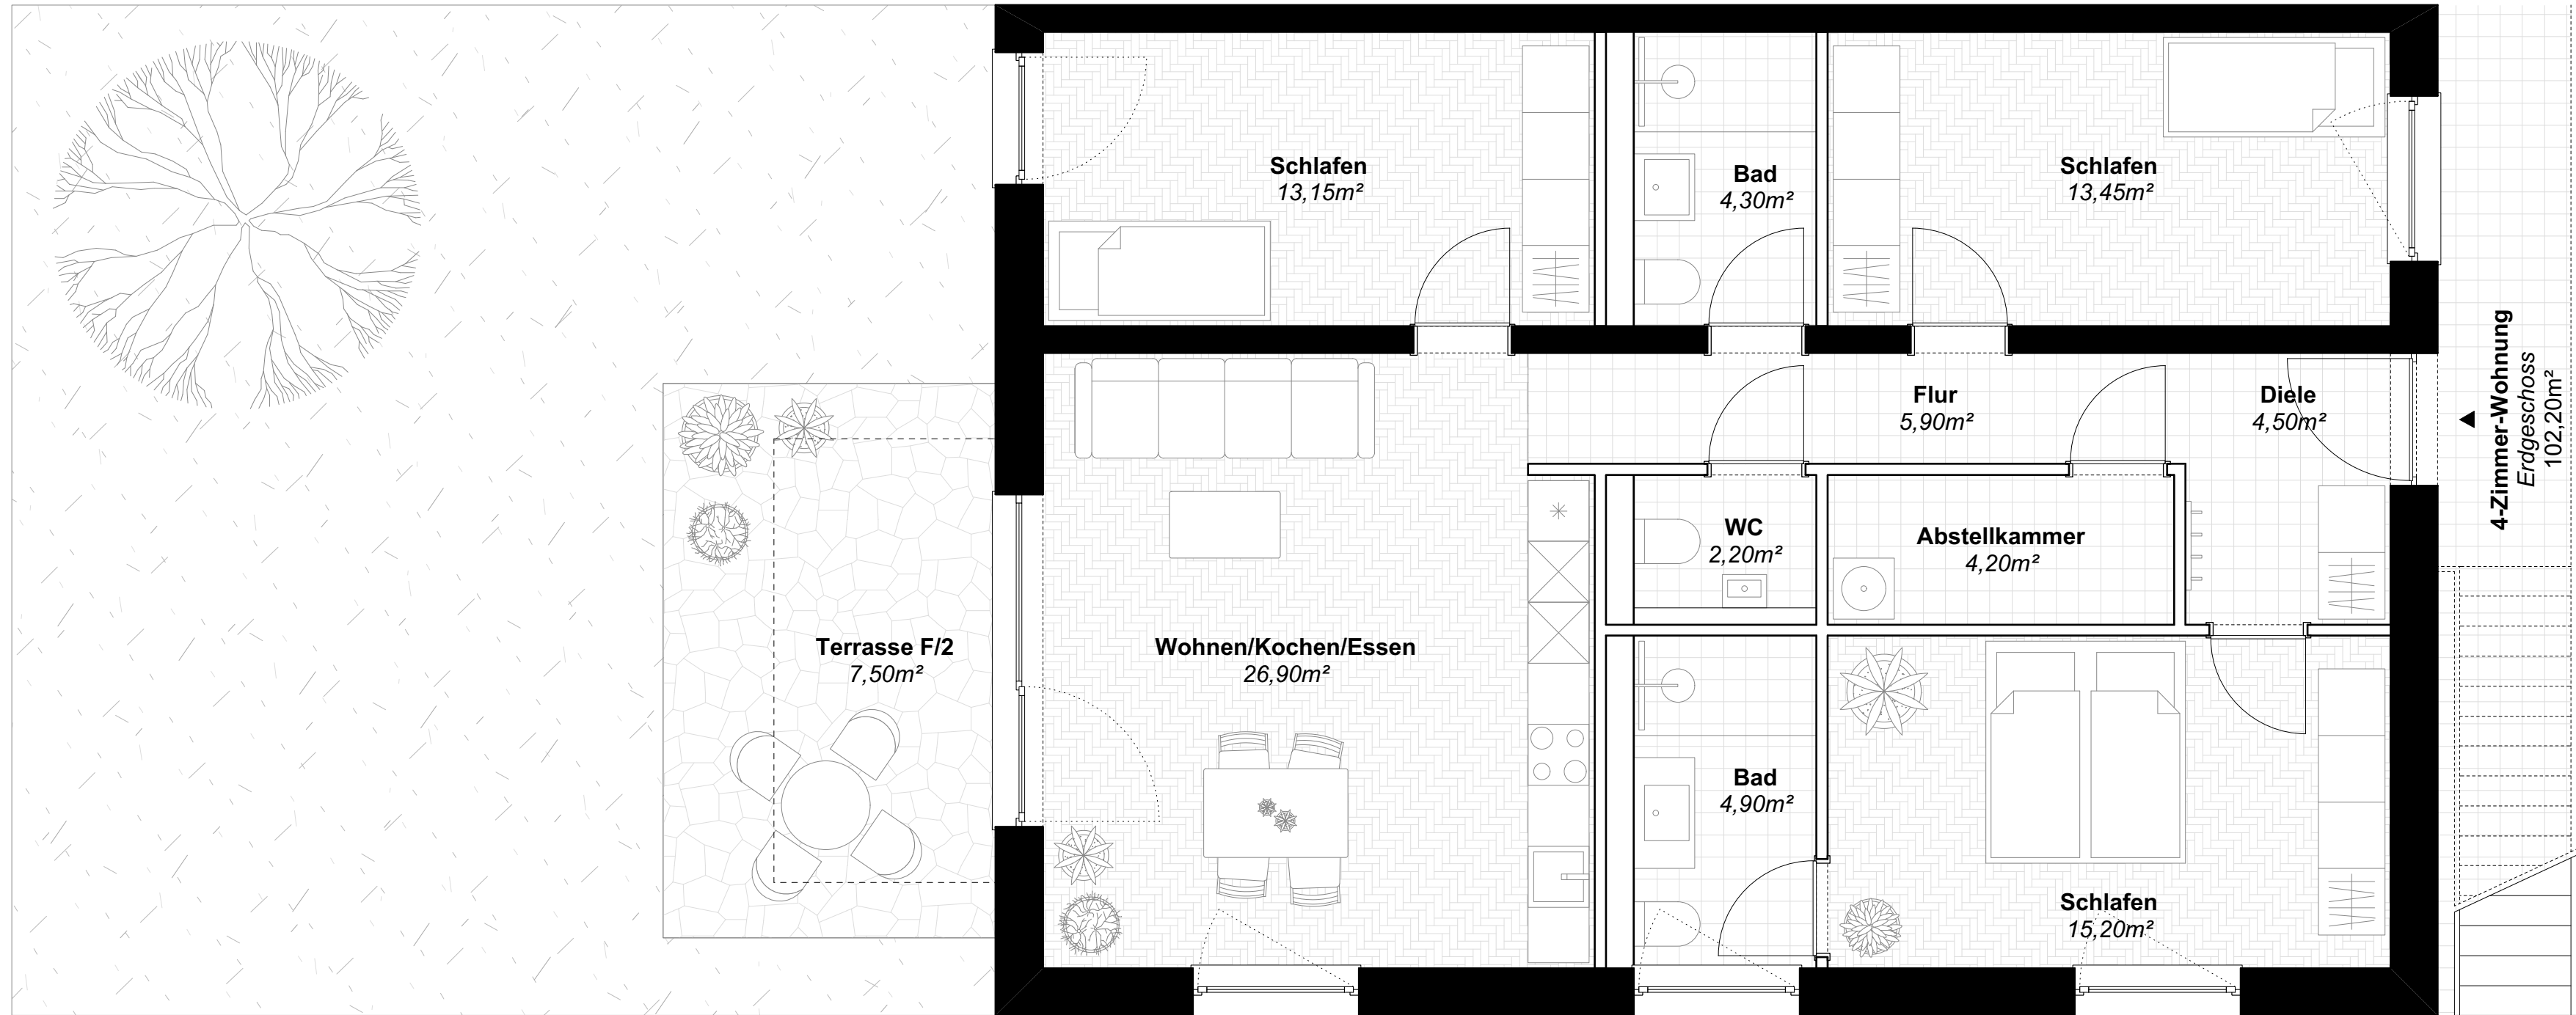 Schlafen
13,15m²
Bad
4,30m²
Schlafen
13,45m²
Flur
5,90m²
Diele
4,50m²
4-Zimmer-Wohnung
Erdgeschoss
102,20m²
WC
2,20m²
Abstellkammer
4,20m²
Terrasse F/2
7,50m²
Wohnen/Kochen/Essen
26,90m²
Bad
4,90m²
Schlafen
15,20m²